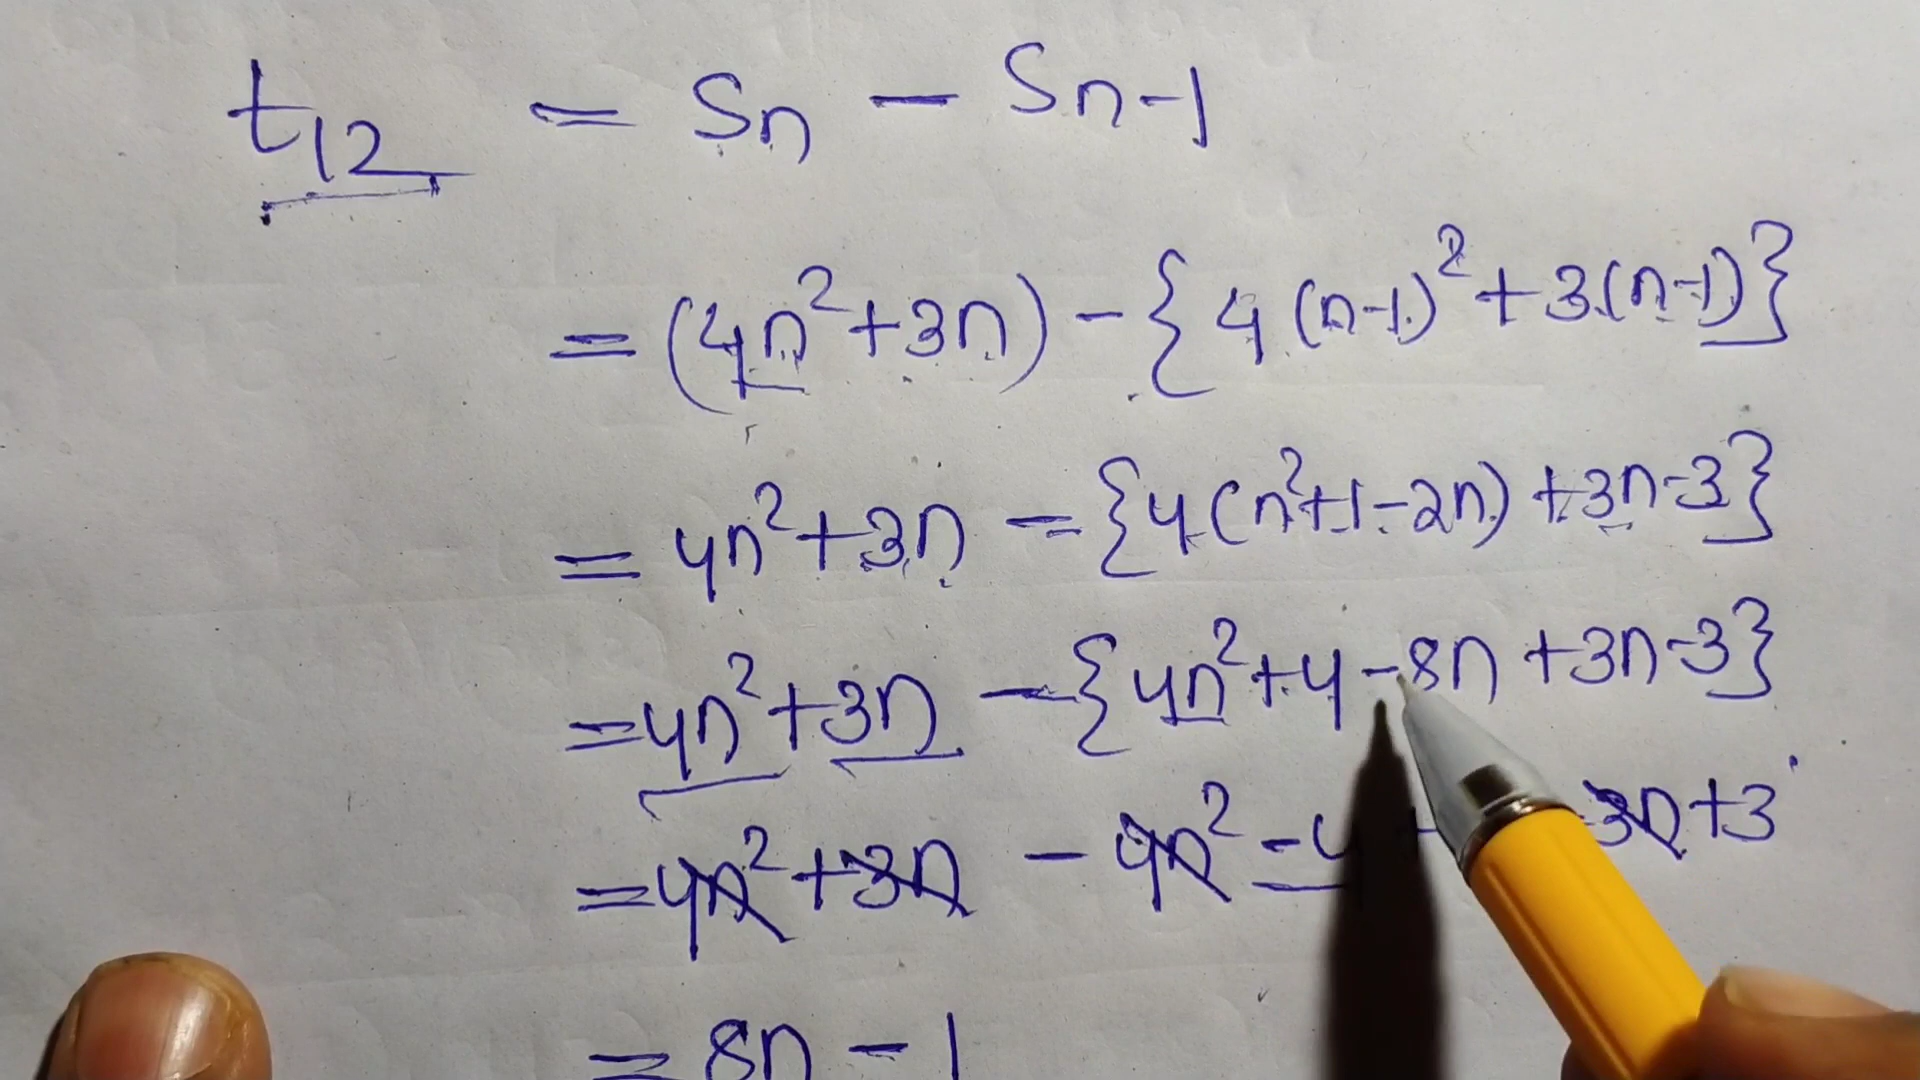 t12 = Sn - Sn-1
= (4n²+3n) - {4(n-1)²+3(n-1)}
= 4n²+3n - {4(n²+1-2n)+3n-3}
= 4n²+3n - {4n²+4-8n+3n-3}
= 4n²+3n - 4n² - 4 - 3n+3
= 8n - 1